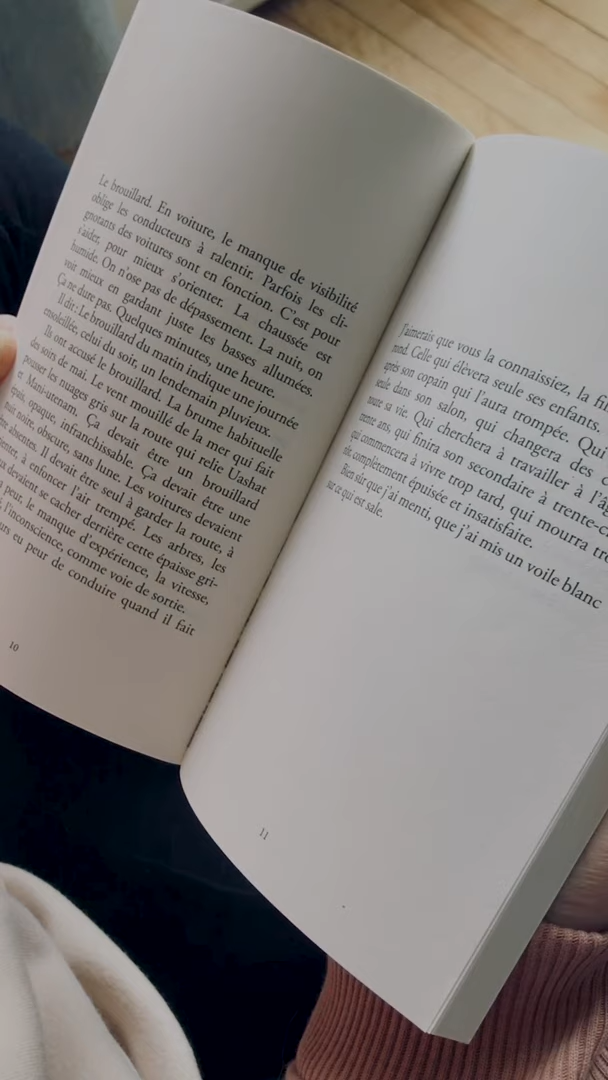 Le brouillard. En voiture, le manque de visibilité
oblige les conducteurs à ralentir. Parfois les cli-
gnotants des voitures sont en fonction. C'est pour
s'aider, pour mieux s'orienter. La chaussée est
humide. On n'ose pas de dépassement. La nuit, on
voit mieux en gardant juste les basses allumées.
Ça ne dure pas. Quelques minutes, une heure.
Il dit : Le brouillard du matin indique une journée
ensoleillée, celui du soir, un lendemain pluvieux.
Ils ont accusé le brouillard. La brume habituelle
des soirs de mai. Le vent mouillé de la mer qui fait
pousser les nuages gris sur la route qui relie Uashat
et Mani-utenam. Ça devait être un brouillard
épais, opaque, infranchissable. Ça devait être une
nuit noire, obscure, sans lune. Les voitures devaient
être absentes. Il devait être seul à garder la route, à
à enfoncer l'air trempé. Les arbres, les
devaient se cacher derrière cette épaisse gri-
peur, le manque d'expérience, la vitesse,
l'inconscience, comme voie de sortie.
eu peur de conduire quand il fait
10
J'aimerais que vous la connaissiez, la
rond. Celle qui élèvera seule ses enfants.
après son copain qui l'aura trompée. Qui
seule dans son salon, qui changera des
toute sa vie. Qui cherchera à travailler à
trente ans, qui finira son secondaire à
qui commencera à vivre trop tard, qui mourra
tôt, complètement épuisée et insatisfaite.
Bien sûr que j'ai menti, que j'ai mis un voile blanc
sur ce qui est sale.
11